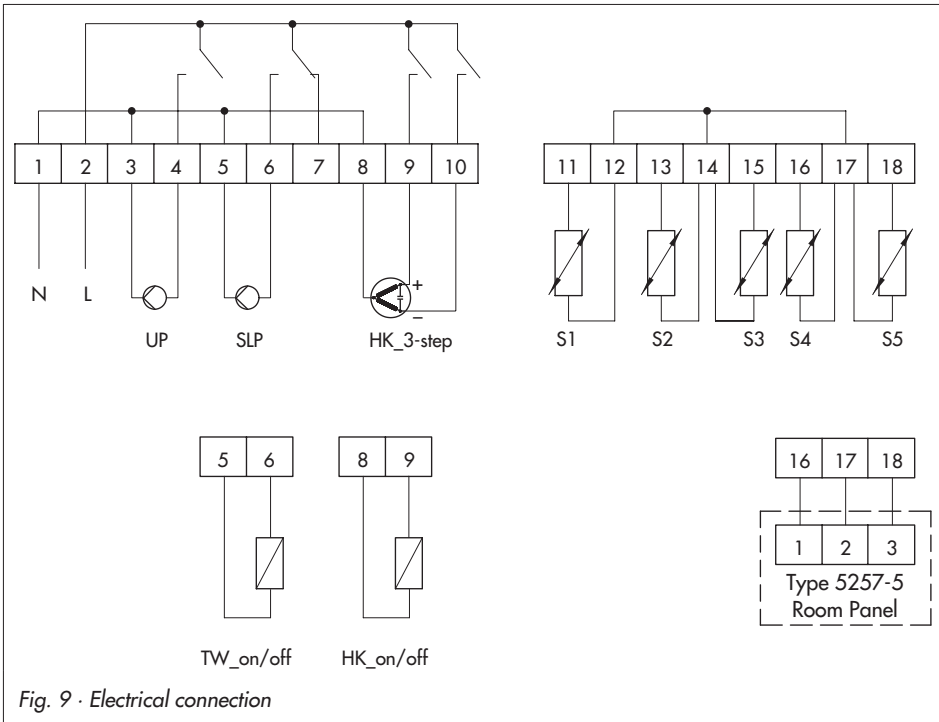 1 2 3 4 5 6 7 8 9 10
11 12 13 14 15 16 17 18
N L
UP SLP HK_3-step
+
−
S1 S2 S3 S4 S5
5 6
8 9
16 17 18
1 2 3
Type 5257-5
Room Panel
TW_on/off HK_on/off
Fig. 9 · Electrical connection